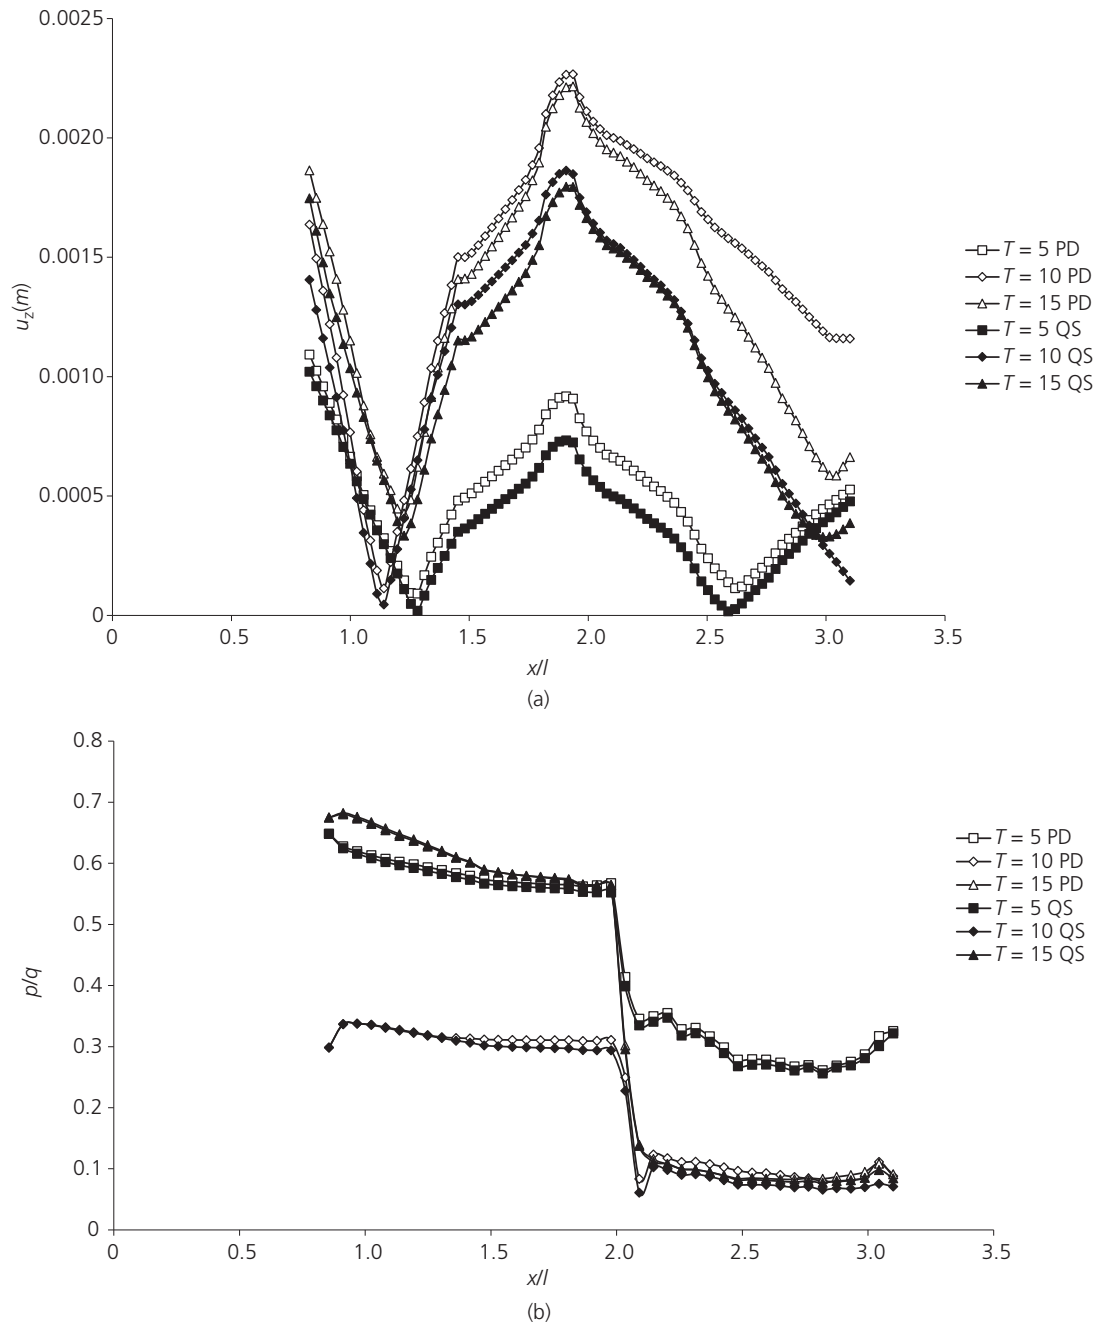 0.0025
0.0020
0.0015
0.0010
0.0005
0
u_z(m)
0 0.5 1.0 1.5 2.0 2.5 3.0 3.5
x/l
T = 5 PD
T = 10 PD
T = 15 PD
T = 5 QS
T = 10 QS
T = 15 QS
(a)
0.8
0.7
0.6
0.5
0.4
0.3
0.2
0.1
0
p/q
0 0.5 1.0 1.5 2.0 2.5 3.0 3.5
x/l
T = 5 PD
T = 10 PD
T = 15 PD
T = 5 QS
T = 10 QS
T = 15 QS
(b)